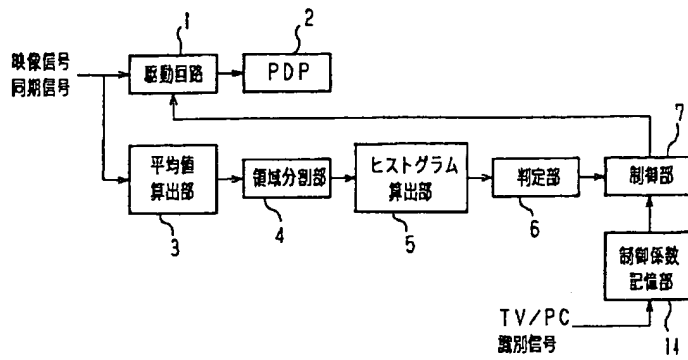 1
2
映像信号
同期信号
駆動回路
PDP
7
平均値
算出部
領域分割部
ヒストグラム
算出部
判定部
制御部
3
4
5
6
制御係数
記憶部
TV/PC
識別信号
14